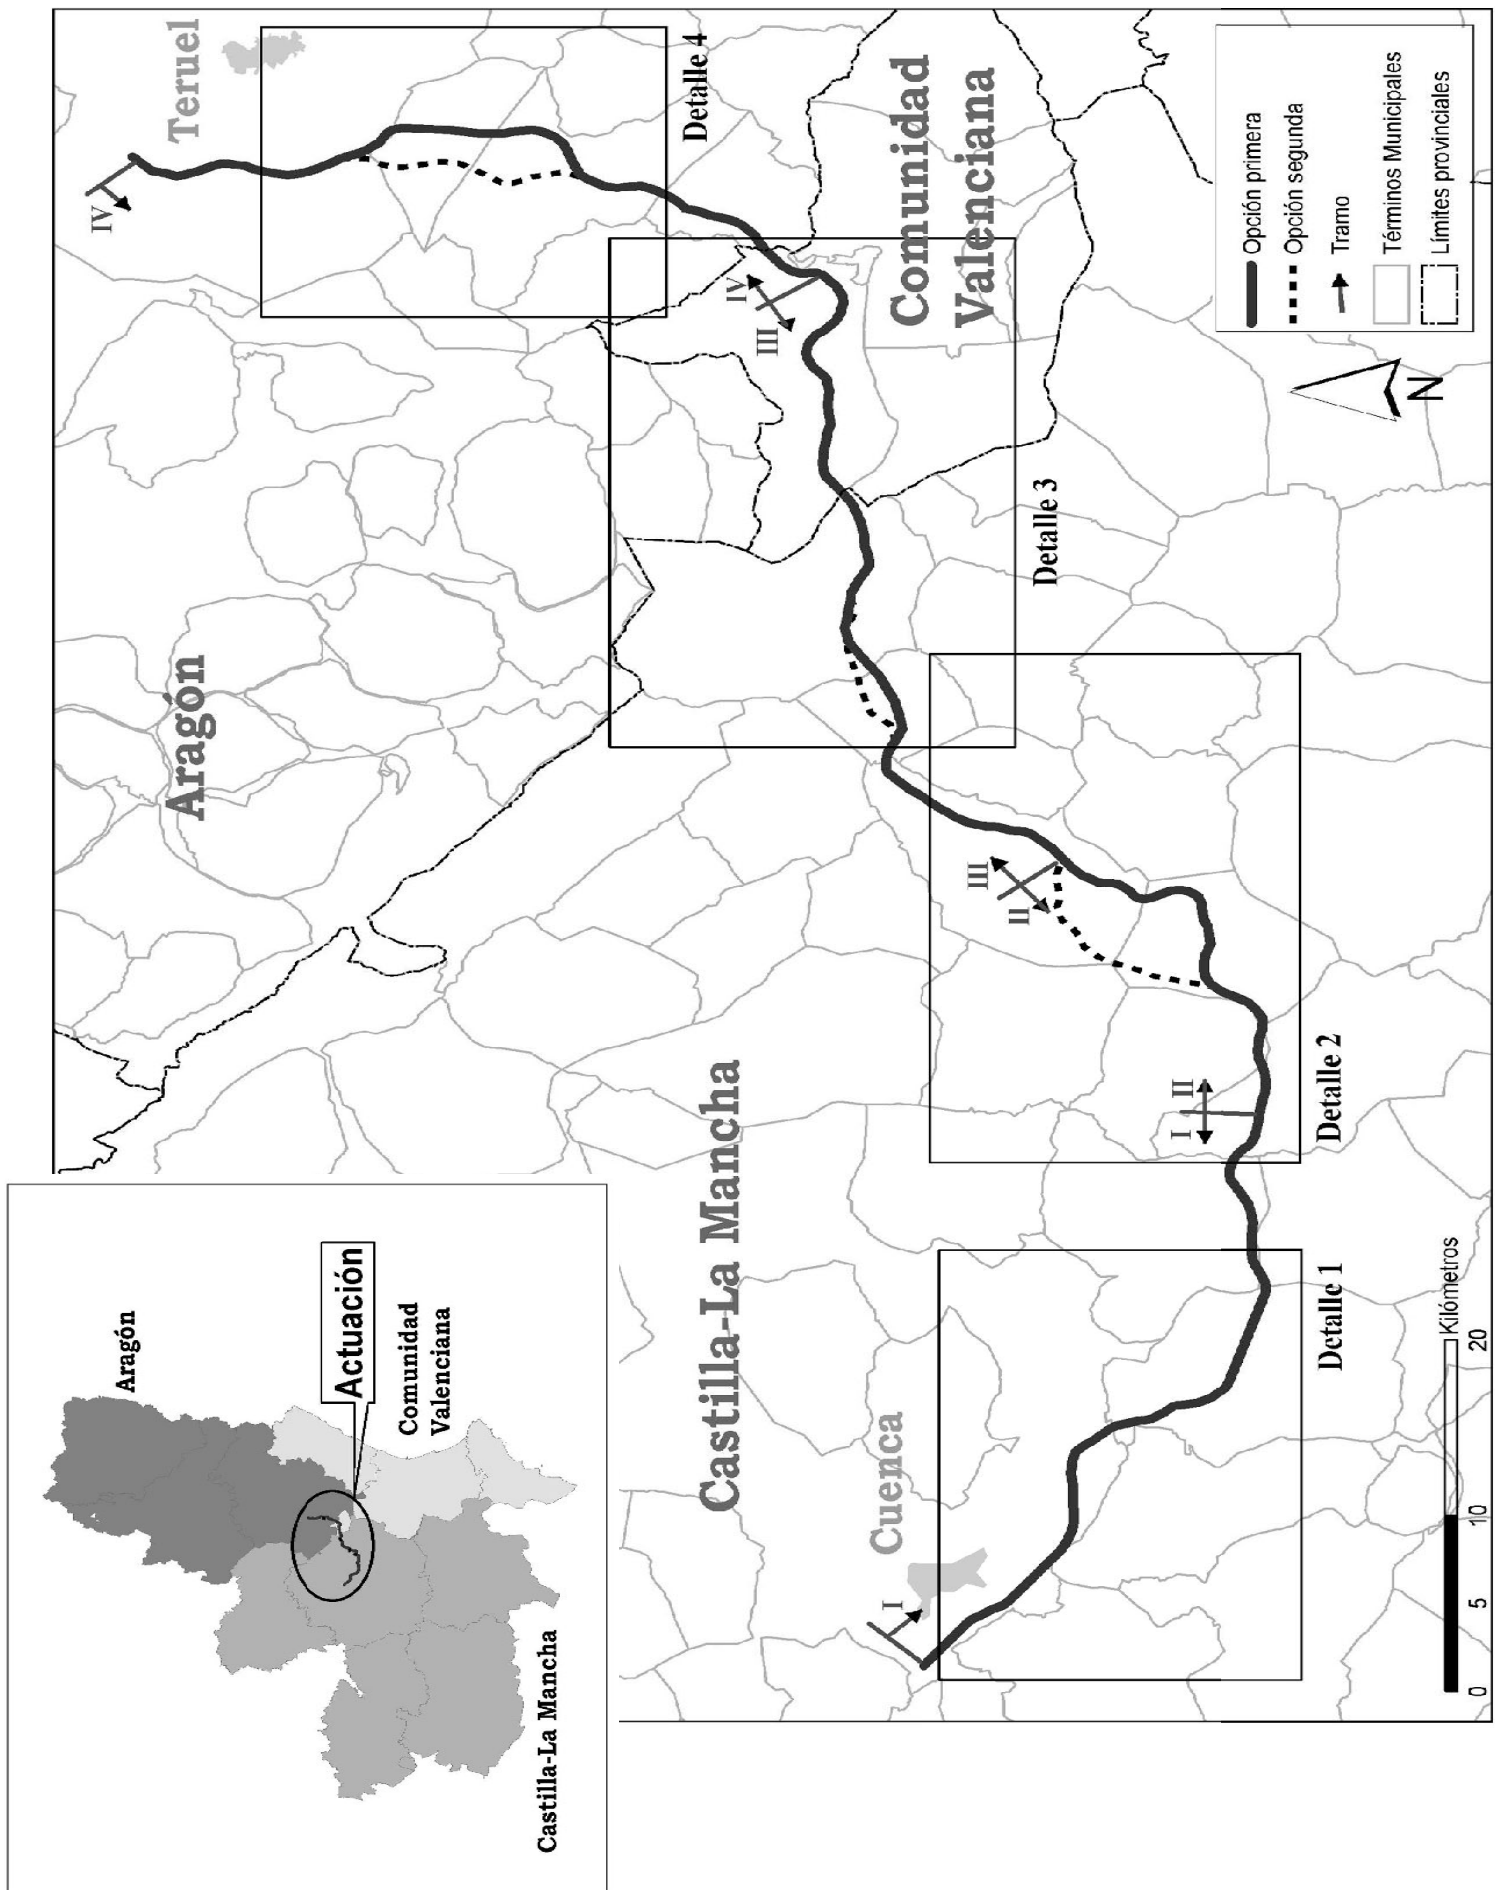 Aragón
Actuación
Comunidad
Valenciana
Castilla-La Mancha
Aragón
Teruel
Castilla-La Mancha
Cuenca
Comunidad
Valenciana
I
I
II
II
III
III
IV
IV
Detalle 1
Detalle 2
Detalle 3
Detalle 4
0
5
10
20
Kilómetros
N
Opción primera
Opción segunda
Tramo
Términos Municipales
Límites provinciales